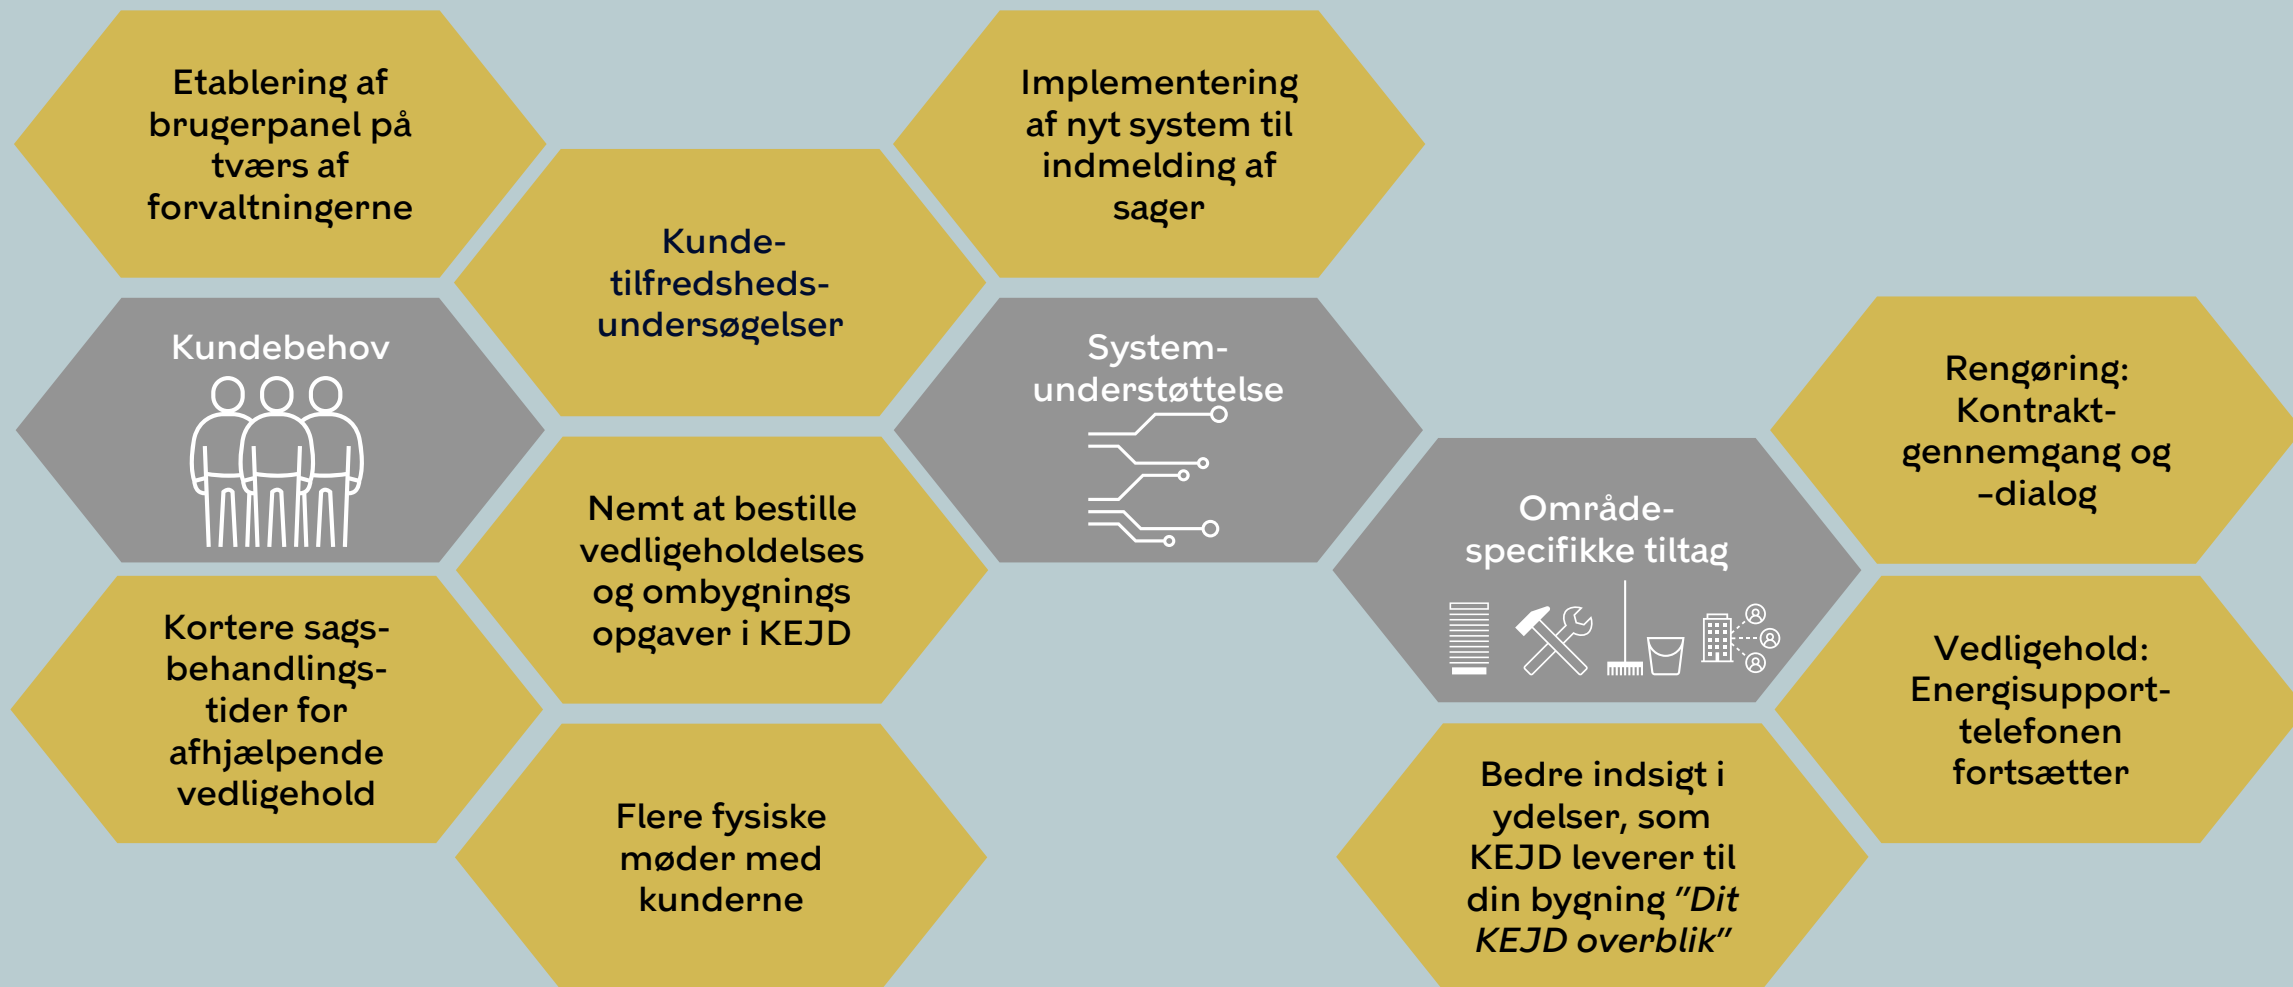 Etablering af
brugerpanel på
tværs af
forvaltningerne
Kunde-
tilfredsheds-
undersøgelser
Implementering
af nyt system til
indmelding af
sager
Kundebehov
System-
understøttelse
Rengøring:
Kontrakt-
gennemgang og
-dialog
Nemt at bestille
vedligeholdelses
og ombygnings
opgaver i KEJD
Område-
specifikke tiltag
Kortere sags-
behandlings-
tider for
afhjælpende
vedligehold
Vedligehold:
Energisupport-
telefonen
fortsætter
Flere fysiske
møder med
kunderne
Bedre indsigt i
ydelser, som
KEJD leverer til
din bygning "Dit
KEJD overblik"